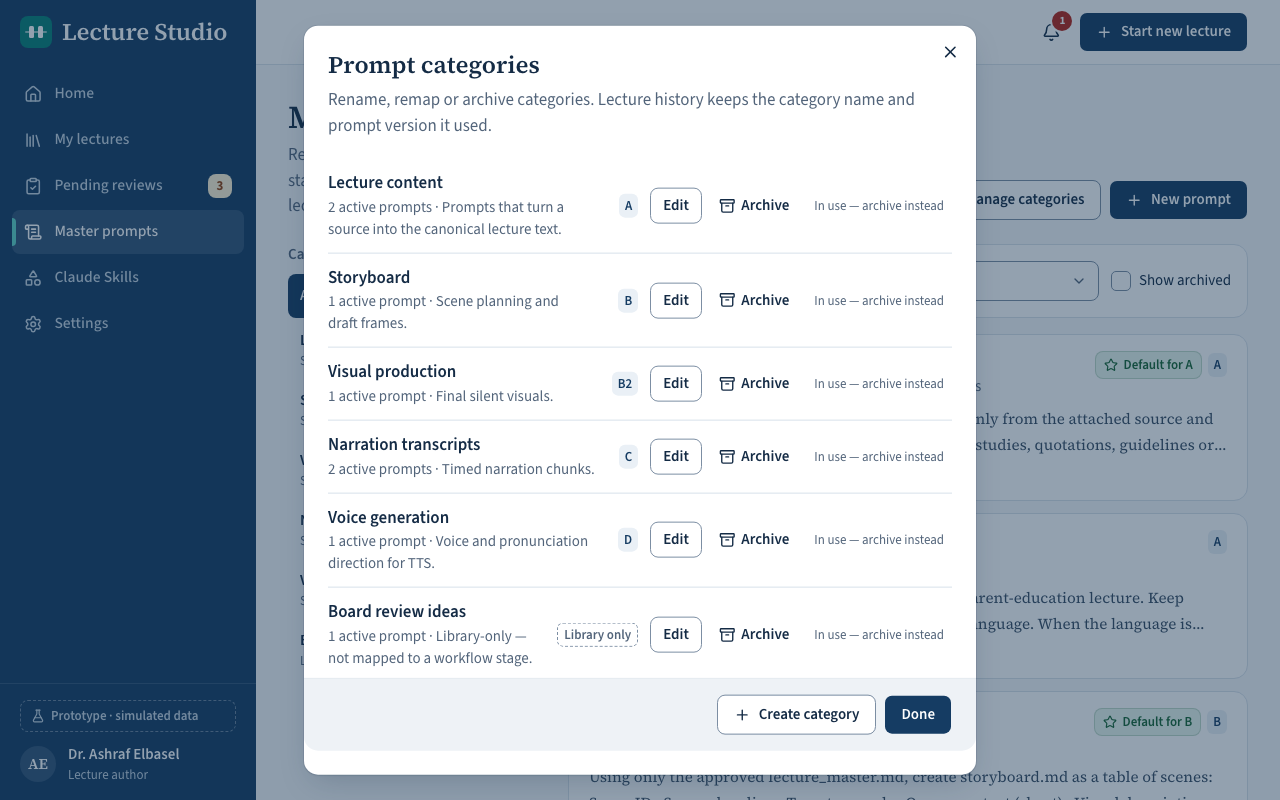 Lecture Studio
Home
My lectures
Pending reviews
3
Master prompts
Claude Skills
Settings
Prototype · simulated data
AE
Dr. Ashraf Elbasel
Lecture author
1
Start new lecture
Prompt categories
Rename, remap or archive categories. Lecture history keeps the category name and
prompt version it used.
Lecture content
2 active prompts · Prompts that turn a
source into the canonical lecture text.
A
Edit
Archive
In use — archive instead
Storyboard
1 active prompt · Scene planning and
draft frames.
B
Edit
Archive
In use — archive instead
Visual production
1 active prompt · Final silent visuals.
B2
Edit
Archive
In use — archive instead
Narration transcripts
2 active prompts · Timed narration chunks.
C
Edit
Archive
In use — archive instead
Voice generation
1 active prompt · Voice and pronunciation
direction for TTS.
D
Edit
Archive
In use — archive instead
Board review ideas
1 active prompt · Library-only —
not mapped to a workflow stage.
Library only
Edit
Archive
In use — archive instead
Create category
Done
categories
New prompt
Show archived
Default for A
A
from the attached source and
studies, quotations, guidelines or...
A
lecture. Keep
When the language is...
Default for B
B
Using only the approved lecture_master.md, create storyboard.md as a table of scenes: